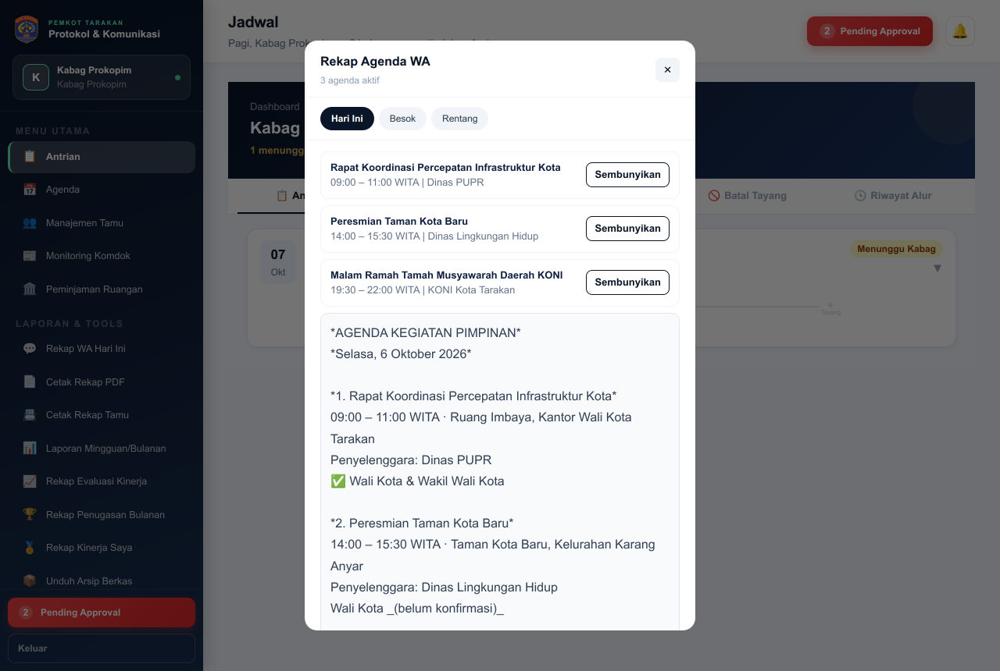 PEMKOT TARAKAN
Protokol & Komunikasi
K
Kabag Prokopim
Kabag Prokopim
MENU UTAMA
Antrian
Agenda
Manajemen Tamu
Monitoring Komdok
Peminjaman Ruangan
LAPORAN & TOOLS
Rekap WA Hari Ini
Cetak Rekap PDF
Cetak Rekap Tamu
Laporan Mingguan/Bulanan
Rekap Evaluasi Kinerja
Rekap Penugasan Bulanan
Rekap Kinerja Saya
Unduh Arsip Berkas
2 Pending Approval
Keluar
Jadwal
Pagi, Kabag
2 Pending Approval
Dashboard
Kabag
1
Batal Tayang
Riwayat Alur
07
Okt
Menunggu Kabag
Tayang
Rekap Agenda WA
3 agenda aktif
✕
Hari Ini
Besok
Rentang
Rapat Koordinasi Percepatan Infrastruktur Kota
09:00 – 11:00 WITA | Dinas PUPR
Sembunyikan
Peresmian Taman Kota Baru
14:00 – 15:30 WITA | Dinas Lingkungan Hidup
Sembunyikan
Malam Ramah Tamah Musyawarah Daerah KONI
19:30 – 22:00 WITA | KONI Kota Tarakan
Sembunyikan
*AGENDA KEGIATAN PIMPINAN*
*Selasa, 6 Oktober 2026*
*1. Rapat Koordinasi Percepatan Infrastruktur Kota*
09:00 – 11:00 WITA · Ruang Imbaya, Kantor Wali Kota
Tarakan
Penyelenggara: Dinas PUPR
✅ Wali Kota & Wakil Wali Kota
*2. Peresmian Taman Kota Baru*
14:00 – 15:30 WITA · Taman Kota Baru, Kelurahan Karang
Anyar
Penyelenggara: Dinas Lingkungan Hidup
Wali Kota _(belum konfirmasi)_